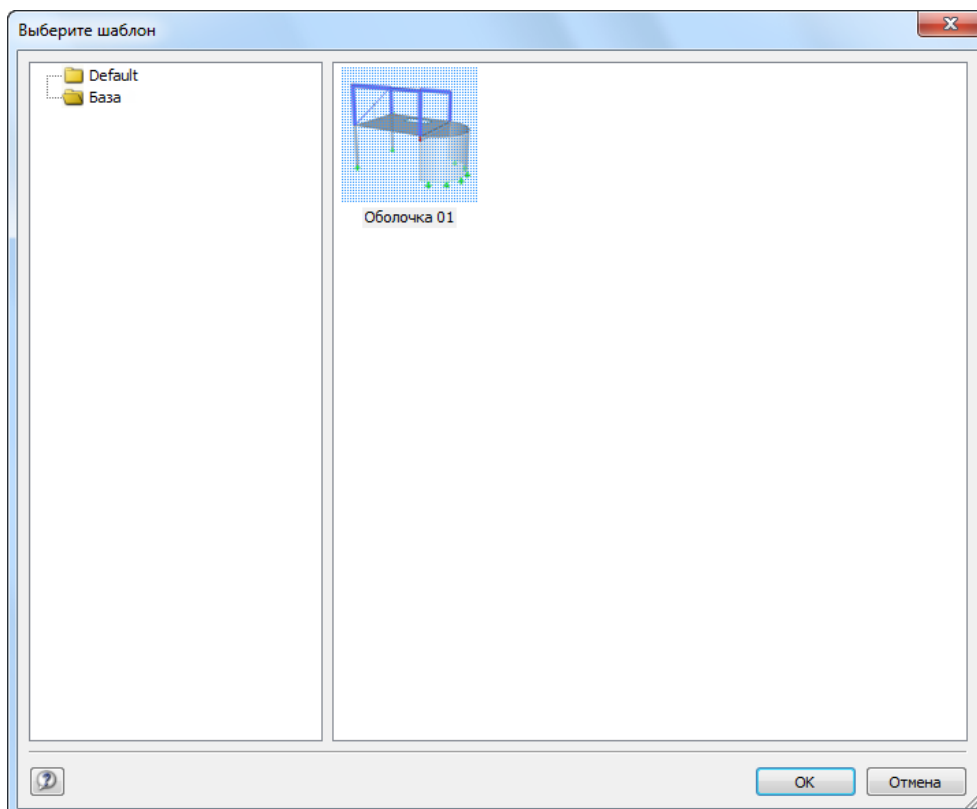 Выберите шаблон
Default
База
Оболочка 01
OK
Отмена